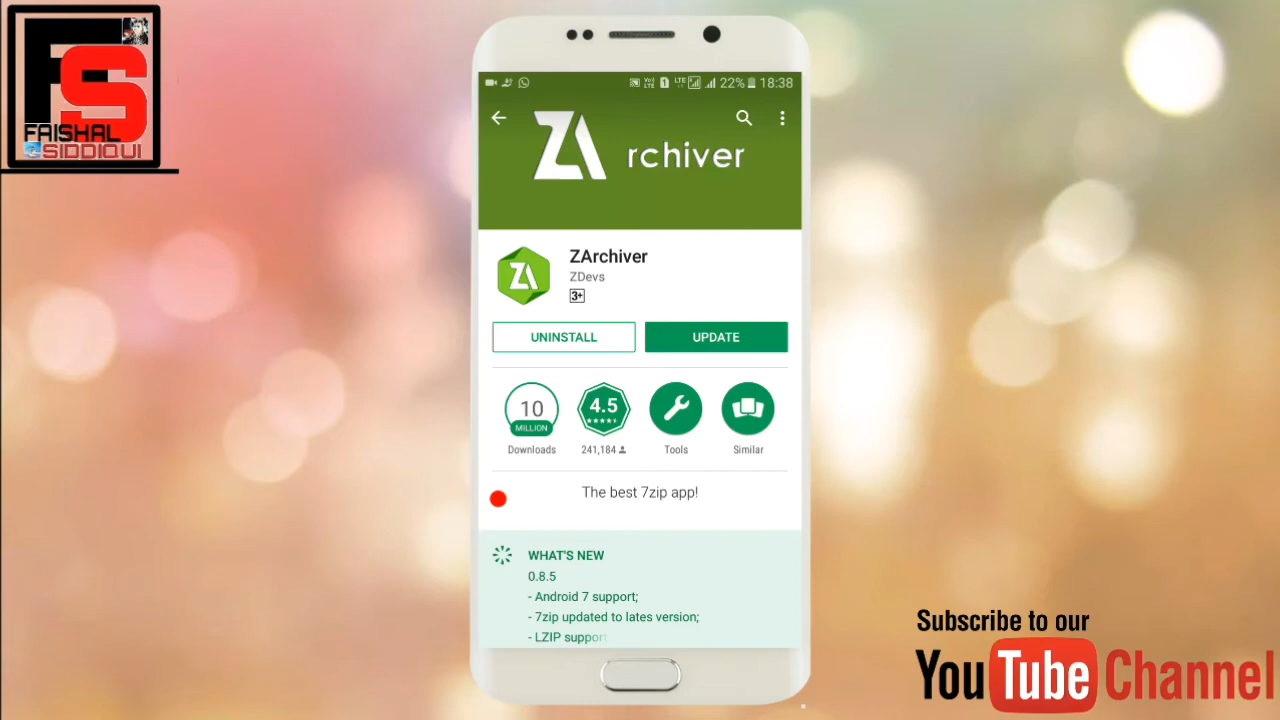 FS
FAISHAL
SIDDIQUI
22% 18:38
ZArchiver
ZArchiver
ZDevs
3+
UNINSTALL
UPDATE
10
MILLION
Downloads
4.5
241,184
Tools
Similar
The best 7zip app!
WHAT'S NEW
0.8.5
- Android 7 support;
- 7zip updated to lates version;
- LZIP support
Subscribe to our
YouTube Channel